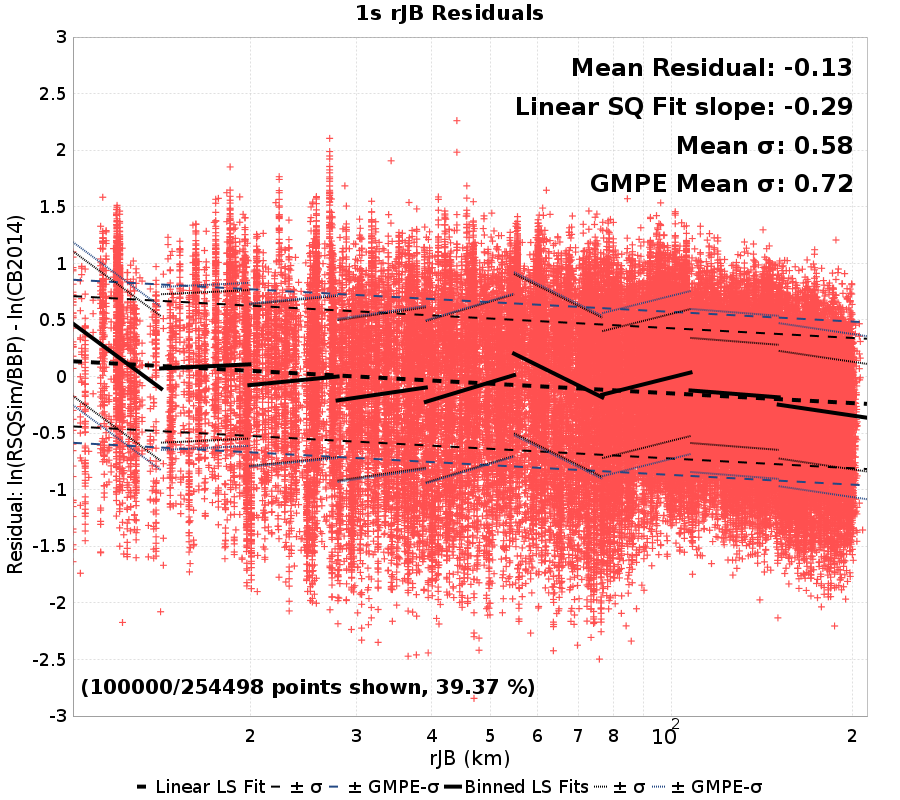 1s rJB Residuals
Mean Residual: -0.13
Linear SQ Fit slope: -0.29
Mean σ: 0.58
GMPE Mean σ: 0.72
3
2.5
2
1.5
1
0.5
0
-0.5
-1
-1.5
-2
-2.5
-3
Residual: ln(RSQSim/BBP) - ln(CB2014)
(100000/254498 points shown, 39.37 %)
2 3 4 5 6 7 8 10² 2
rJB (km)
Linear LS Fit ± σ ± GMPE-σ Binned LS Fits ± σ ± GMPE-σ